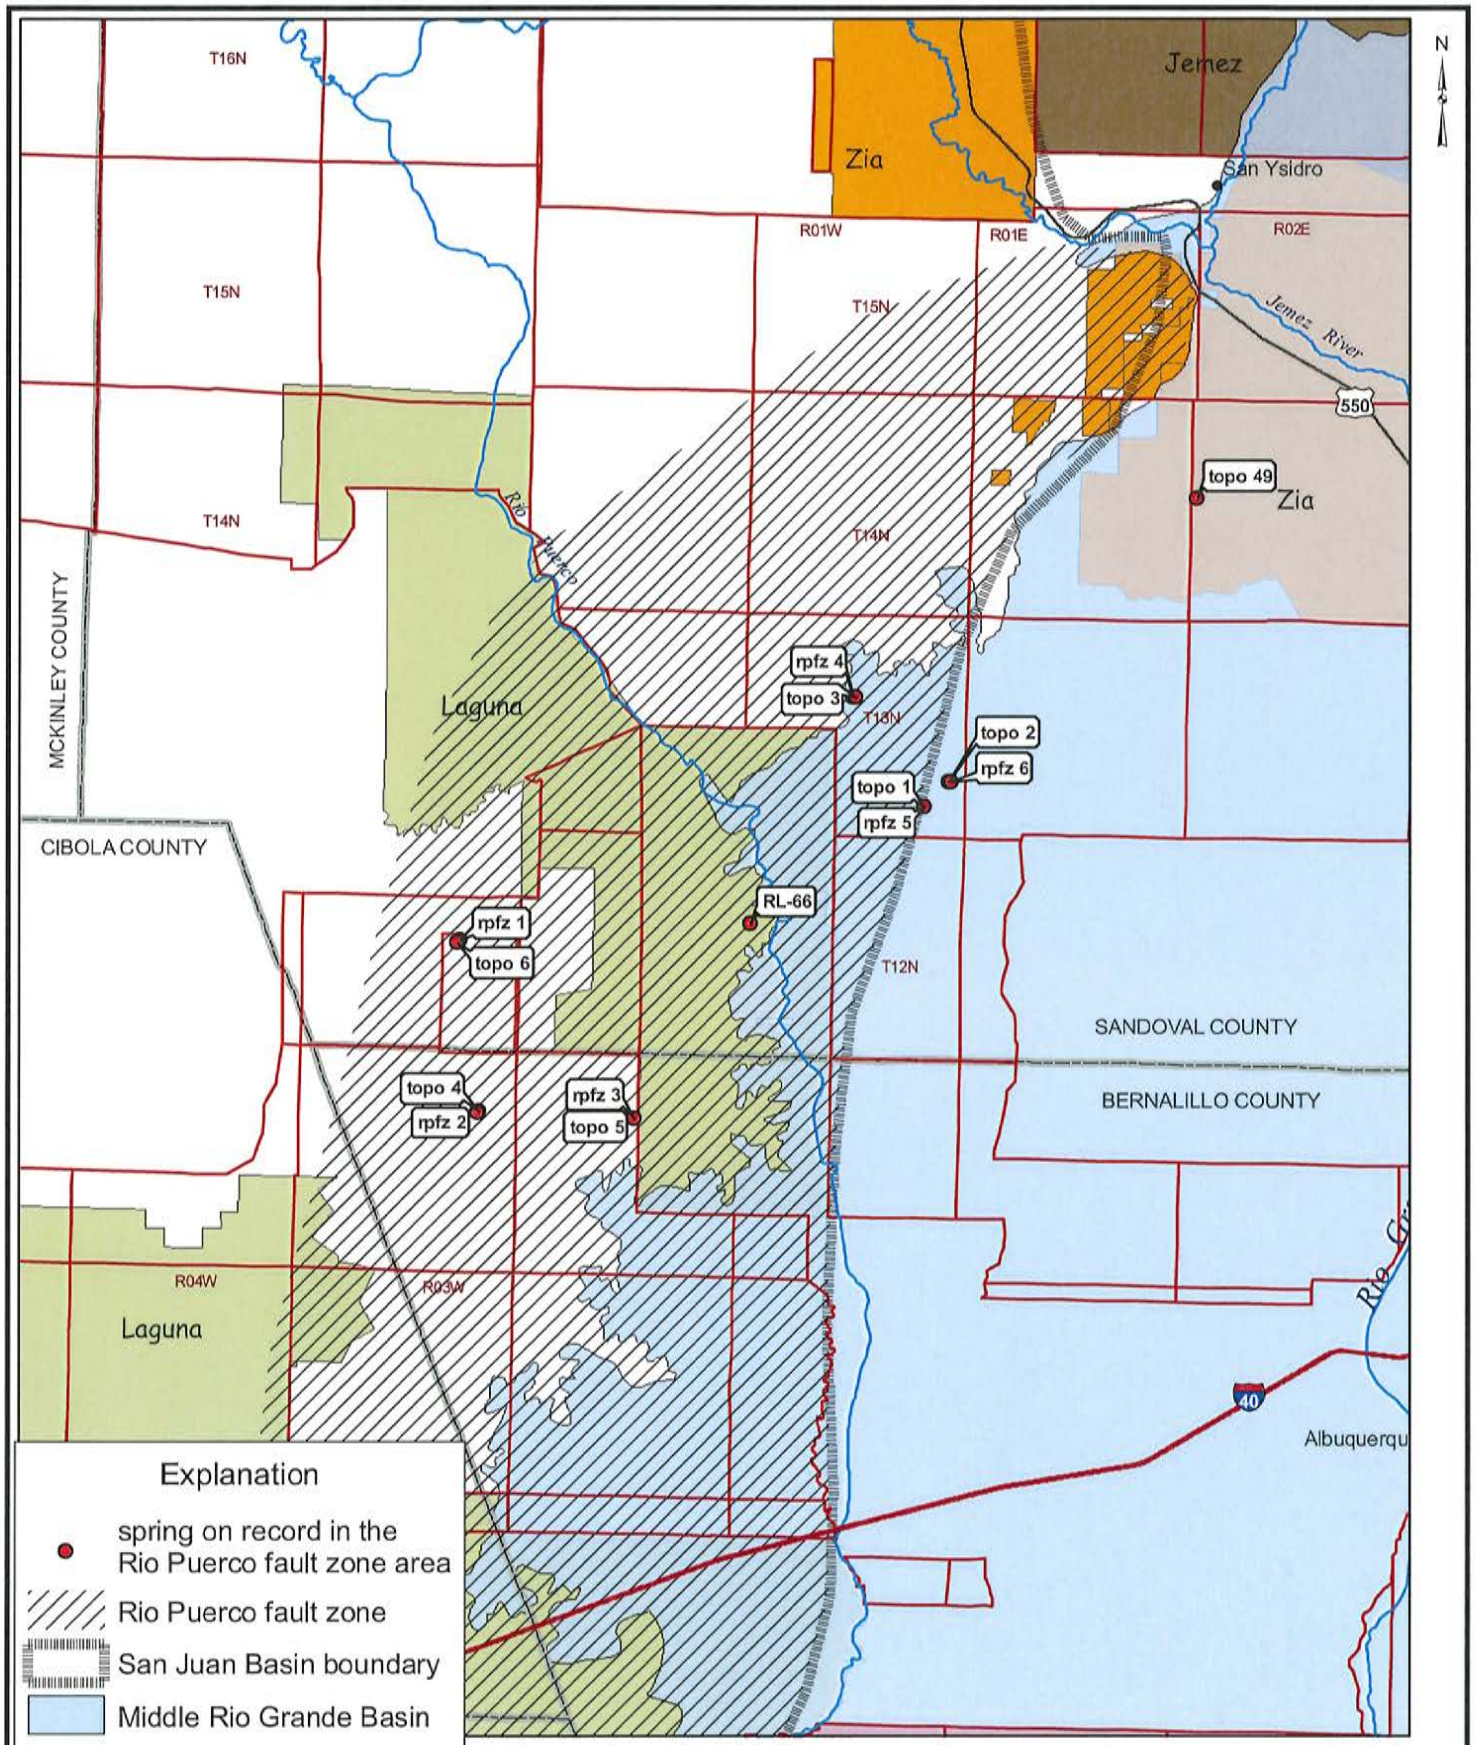 N
T16N
Jemez
Zia
San Ysidro
R01W
R01E
R02E
T15N
T15N
Jemez River
550
topo 49
Zia
Rio Puerco
T14N
T14N
MCKINLEY COUNTY
rpfz 4
topo 3
Laguna
T13N
topo 2
rpfz 6
topo 1
rpfz 5
CIBOLA COUNTY
RL-66
rpfz 1
topo 6
T12N
SANDOVAL COUNTY
topo 4
rpfz 2
rpfz 3
topo 5
BERNALILLO COUNTY
Rio Gr
R04W
R03W
Laguna
40
Albuquerqu
Explanation
spring on record in the
Rio Puerco fault zone area
Rio Puerco fault zone
San Juan Basin boundary
Middle Rio Grande Basin